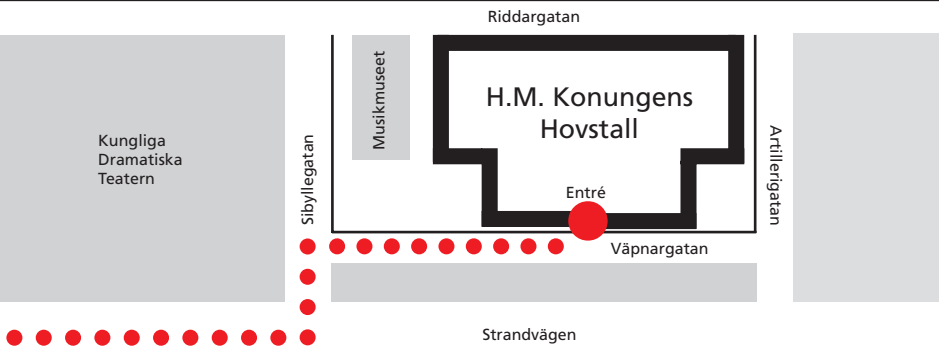 Riddargatan
Musikmuseet
H.M. Konungens
Hovstall
Kungliga
Dramatiska
Teatern
Sibyllegatan
Artillerigatan
Entré
Väpnargatan
Strandvägen